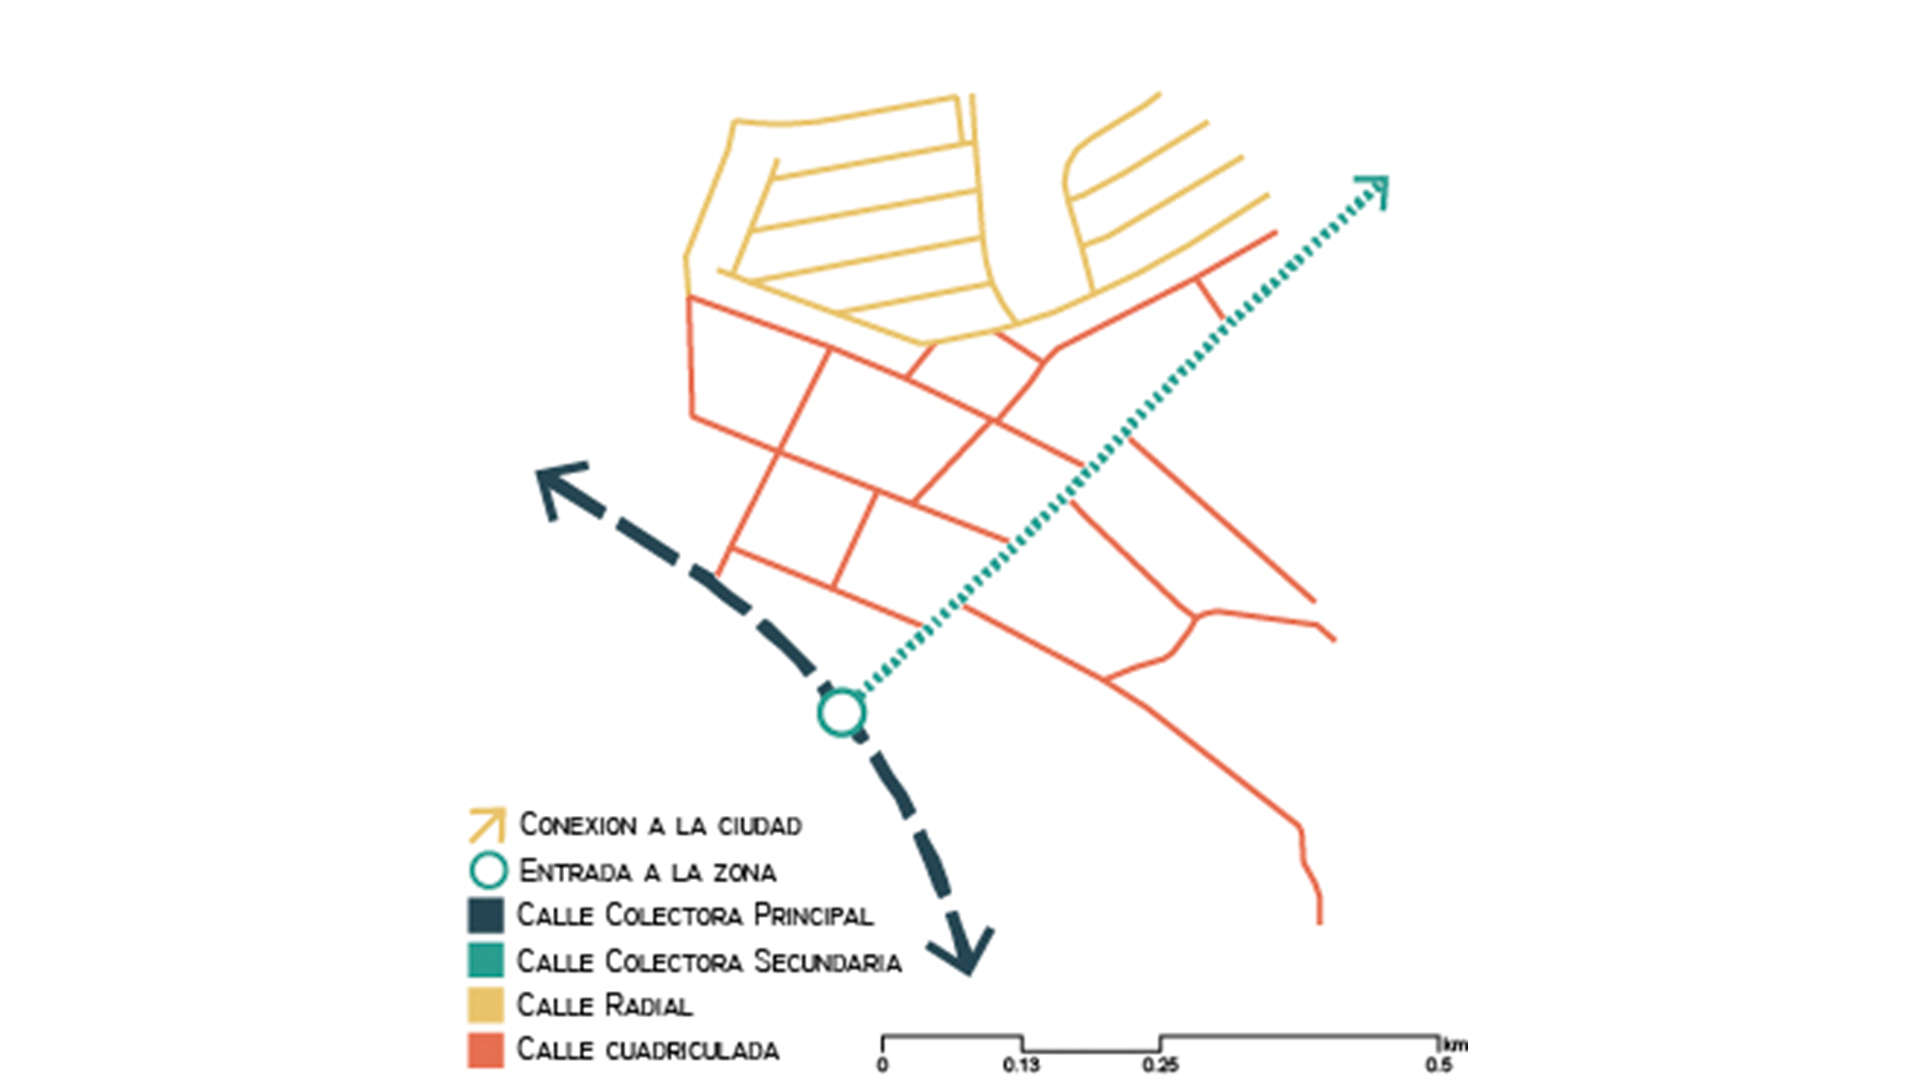 CONEXION A LA CIUDAD
ENTRADA A LA ZONA
CALLE COLECTORA PRINCIPAL
CALLE COLECTORA SECUNDARIA
CALLE RADIAL
CALLE CUADRICULADA
km
0 0.13 0.25 0.5